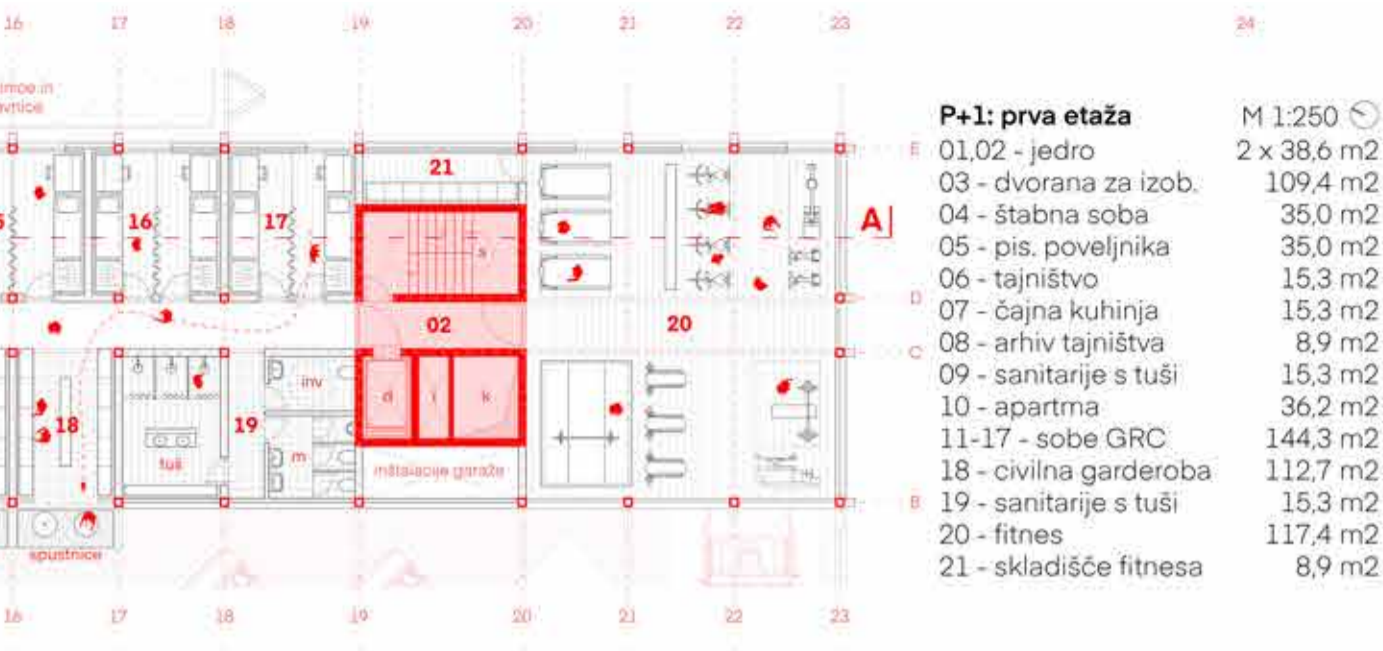 16 17 18 19 20 21 22 23 24
P+1: prva etaža M 1:250
01,02 - jedro 2 x 38,6 m2
03 - dvorana za izob. 109,4 m2
04 - štabna soba 35,0 m2
05 - pis. poveljnika 35,0 m2
06 - tajništvo 15,3 m2
07 - čajna kuhinja 15,3 m2
08 - arhiv tajništva 8,9 m2
09 - sanitarije s tuši 15,3 m2
10 - apartma 36,2 m2
11-17 - sobe GRC 144,3 m2
18 - civilna garderoba 112,7 m2
19 - sanitarije s tuši 15,3 m2
20 - fitnes 117,4 m2
21 - skladišče fitnesa 8,9 m2
E
21
16 17
s
A
D
02
20
C
inv
d i k
18
19
tuš
m
inštalacije garaže
B
spustnice
16 17 18 19 20 21 22 23